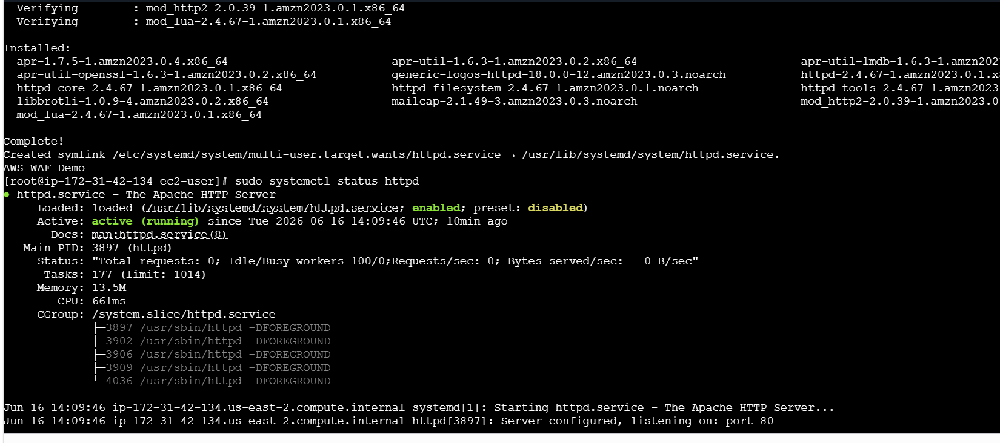 Verifying        : mod_http2-2.0.39-1.amzn2023.0.1.x86_64
Verifying        : mod_lua-2.4.67-1.amzn2023.0.1.x86_64
Installed:
apr-1.7.5-1.amzn2023.0.4.x86_64 apr-util-1.6.3-1.amzn2023.0.2.x86_64 apr-util-lmdb-1.6.3-1.amzn202
apr-util-openssl-1.6.3-1.amzn2023.0.2.x86_64 generic-logos-httpd-18.0.0-12.amzn2023.0.3.noarch httpd-2.4.67-1.amzn2023.0.1.x
httpd-core-2.4.67-1.amzn2023.0.1.x86_64 httpd-filesystem-2.4.67-1.amzn2023.0.1.noarch httpd-tools-2.4.67-1.amzn2023
libbrotli-1.0.9-4.amzn2023.0.2.x86_64 mailcap-2.1.49-3.amzn2023.0.3.noarch mod_http2-2.0.39-1.amzn2023.0
mod_lua-2.4.67-1.amzn2023.0.1.x86_64
Complete!
Created symlink /etc/systemd/system/multi-user.target.wants/httpd.service → /usr/lib/systemd/system/httpd.service.
AWS WAF Demo
[root@ip-172-31-42-134 ec2-user]# sudo systemctl status httpd
● httpd.service - The Apache HTTP Server
Loaded: loaded (/usr/lib/systemd/system/httpd.service; enabled; preset: disabled)
Active: active (running) since Tue 2026-06-16 14:09:46 UTC; 10min ago
Docs: man:httpd.service(8)
Main PID: 3897 (httpd)
Status: "Total requests: 0; Idle/Busy workers 100/0;Requests/sec: 0; Bytes served/sec:   0 B/sec"
Tasks: 177 (limit: 1014)
Memory: 13.5M
CPU: 661ms
CGroup: /system.slice/httpd.service
├─3897 /usr/sbin/httpd -DFOREGROUND
├─3902 /usr/sbin/httpd -DFOREGROUND
├─3906 /usr/sbin/httpd -DFOREGROUND
├─3909 /usr/sbin/httpd -DFOREGROUND
└─4036 /usr/sbin/httpd -DFOREGROUND
Jun 16 14:09:46 ip-172-31-42-134.us-east-2.compute.internal systemd[1]: Starting httpd.service - The Apache HTTP Server...
Jun 16 14:09:46 ip-172-31-42-134.us-east-2.compute.internal httpd[3897]: Server configured, listening on: port 80